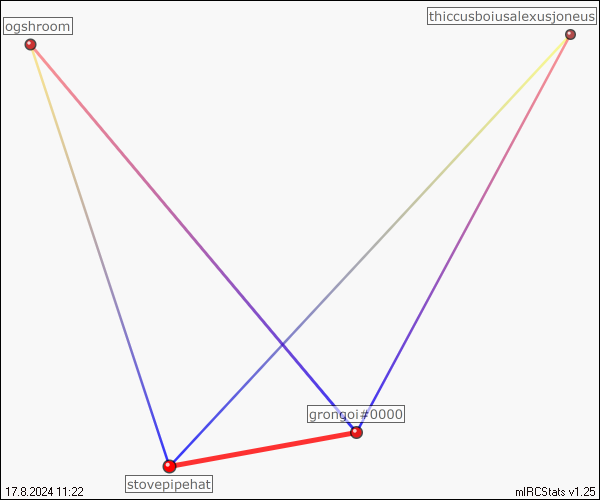 thiccusboiusalexusjoneus
ogshroom
grongoi#0000
stovepipehat
17.8.2024 11:22
mIRCStats v1.25